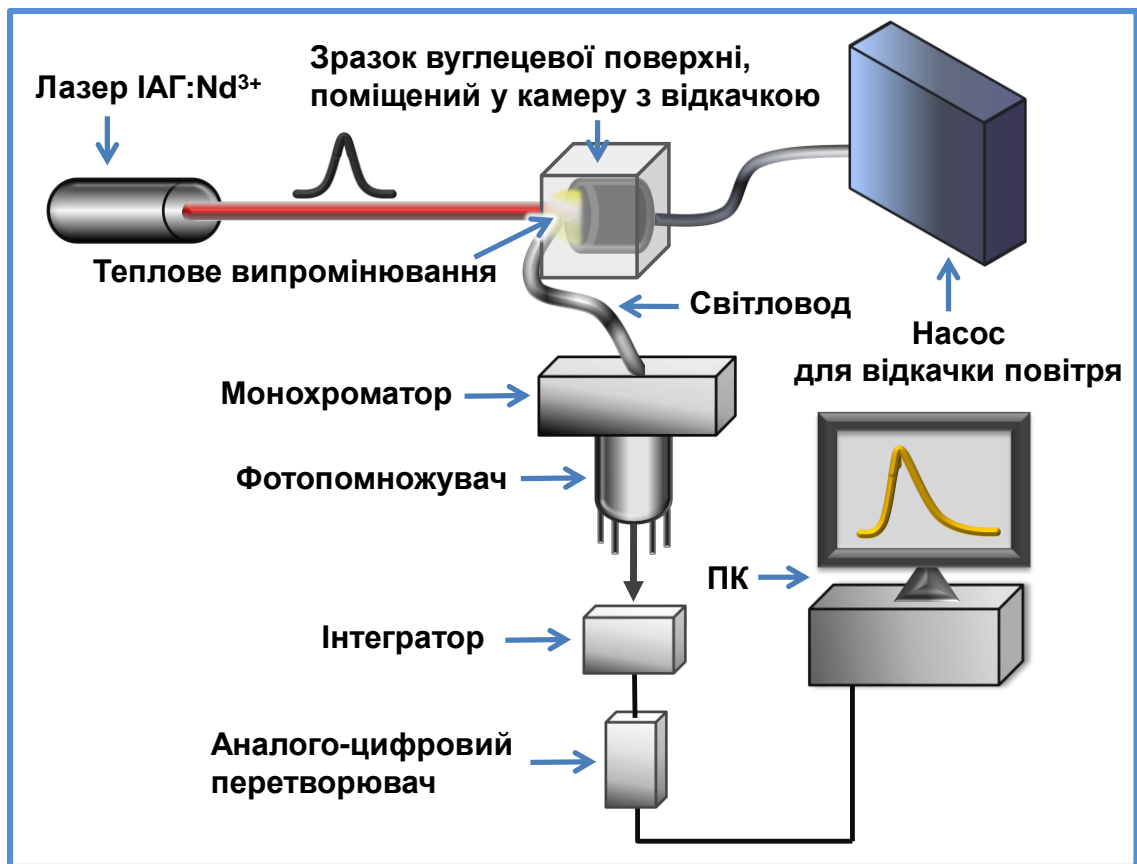 Лазер ІАГ:Nd³⁺
Зразок вуглецевої поверхні,
поміщений у камеру з відкачкою
Теплове випромінювання
Світловод
Насос
для відкачки повітря
Монохроматор
Фотопомножувач
ПК
Інтегратор
Аналого-цифровий
перетворювач